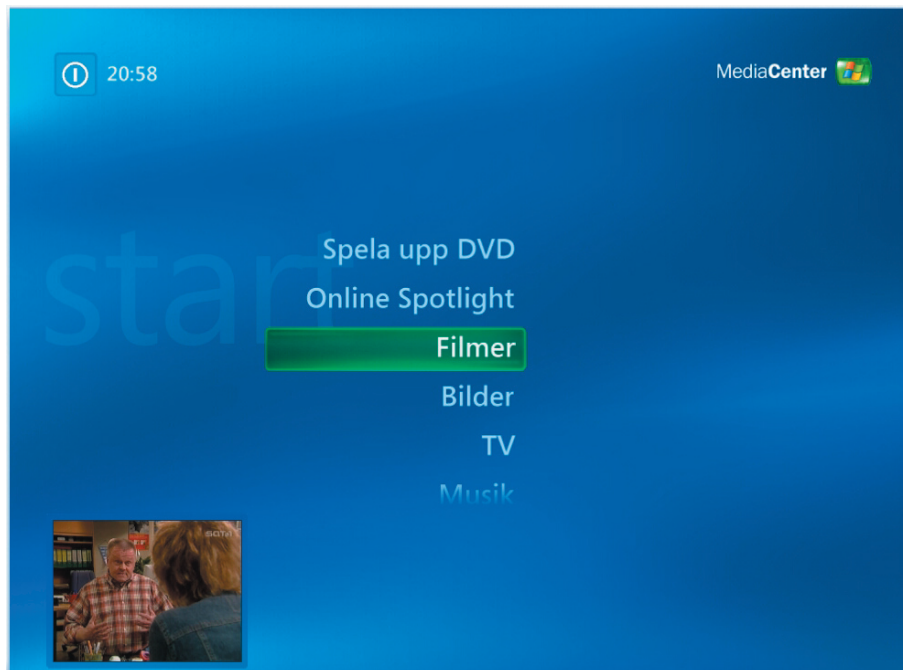 20:58
MediaCenter
start
Spela upp DVD
Online Spotlight
Filmer
Bilder
TV
Musik